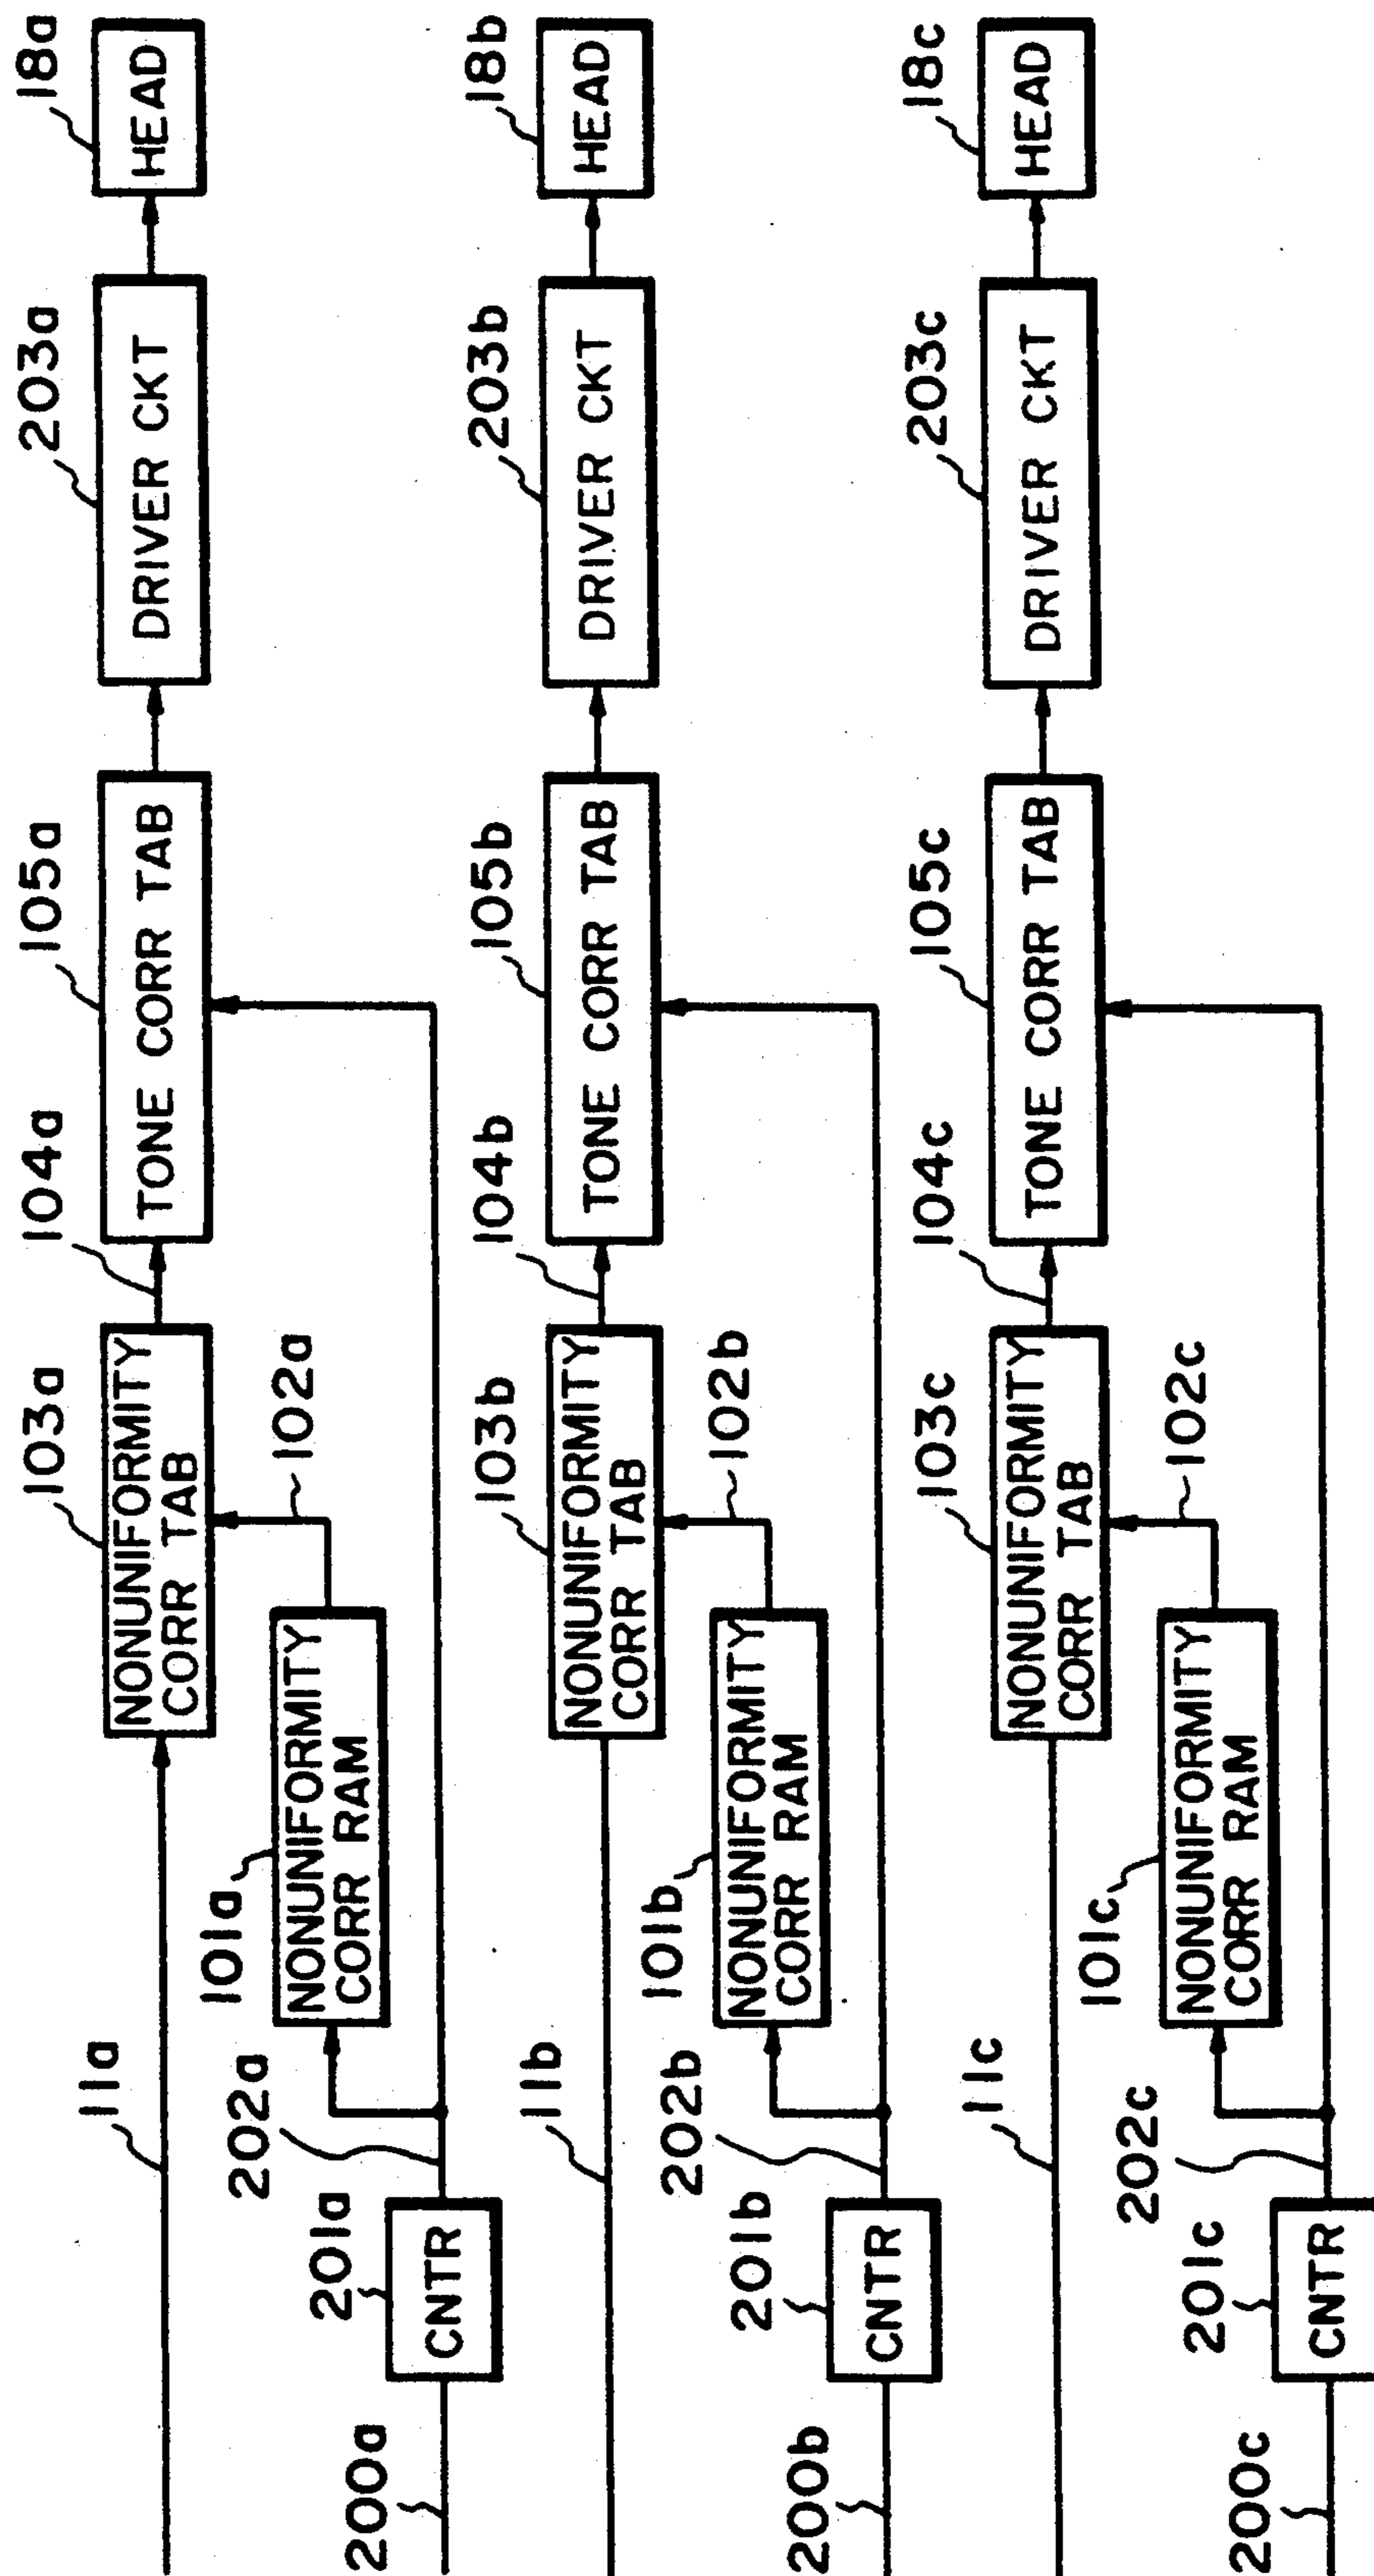 11a
103a
NONUNIFORMITY
CORR TAB
104a
105a
TONE CORR TAB
203a
DRIVER CKT
18a
HEAD
200a
201a
CNTR
202a
101a
NONUNIFORMITY
CORR RAM
102a
11b
103b
NONUNIFORMITY
CORR TAB
104b
105b
TONE CORR TAB
203b
DRIVER CKT
18b
HEAD
200b
201b
CNTR
202b
101b
NONUNIFORMITY
CORR RAM
102b
11c
103c
NONUNIFORMITY
CORR TAB
104c
105c
TONE CORR TAB
203c
DRIVER CKT
18c
HEAD
200c
201c
CNTR
202c
101c
NONUNIFORMITY
CORR RAM
102c